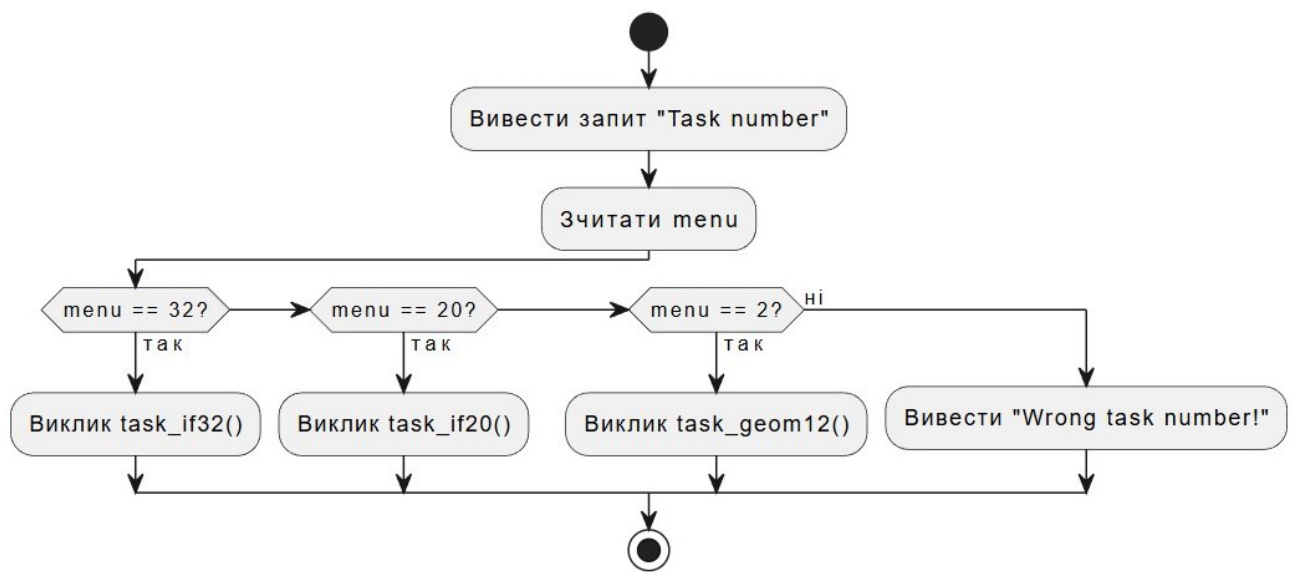 Вивести запит "Task number"
Зчитати menu
menu == 32?
menu == 20?
menu == 2?
ні
так
так
так
Виклик task_if32()
Виклик task_if20()
Виклик task_geom12()
Вивести "Wrong task number!"